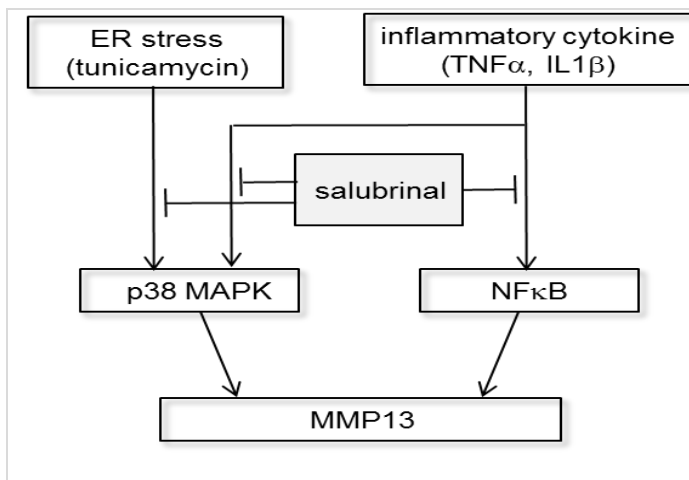 ER stress
(tunicamycin)
inflammatory cytokine
(TNFα, IL1β)
salubrinal
p38 MAPK
NFκB
MMP13